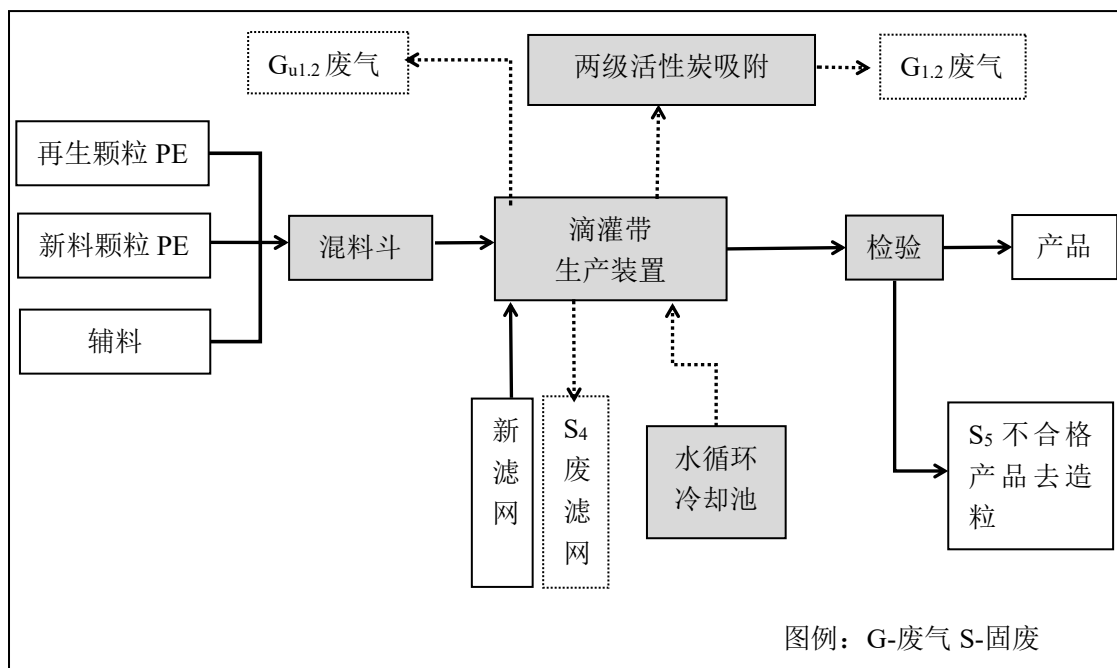 Gu1.2 废气
两级活性炭吸附
G1.2 废气
再生颗粒 PE
新料颗粒 PE
辅料
混料斗
滴灌带
生产装置
检验
产品
新
滤
网
S4
废
滤
网
水循环
冷却池
S5 不合格
产品去造
粒
图例：G-废气 S-固废